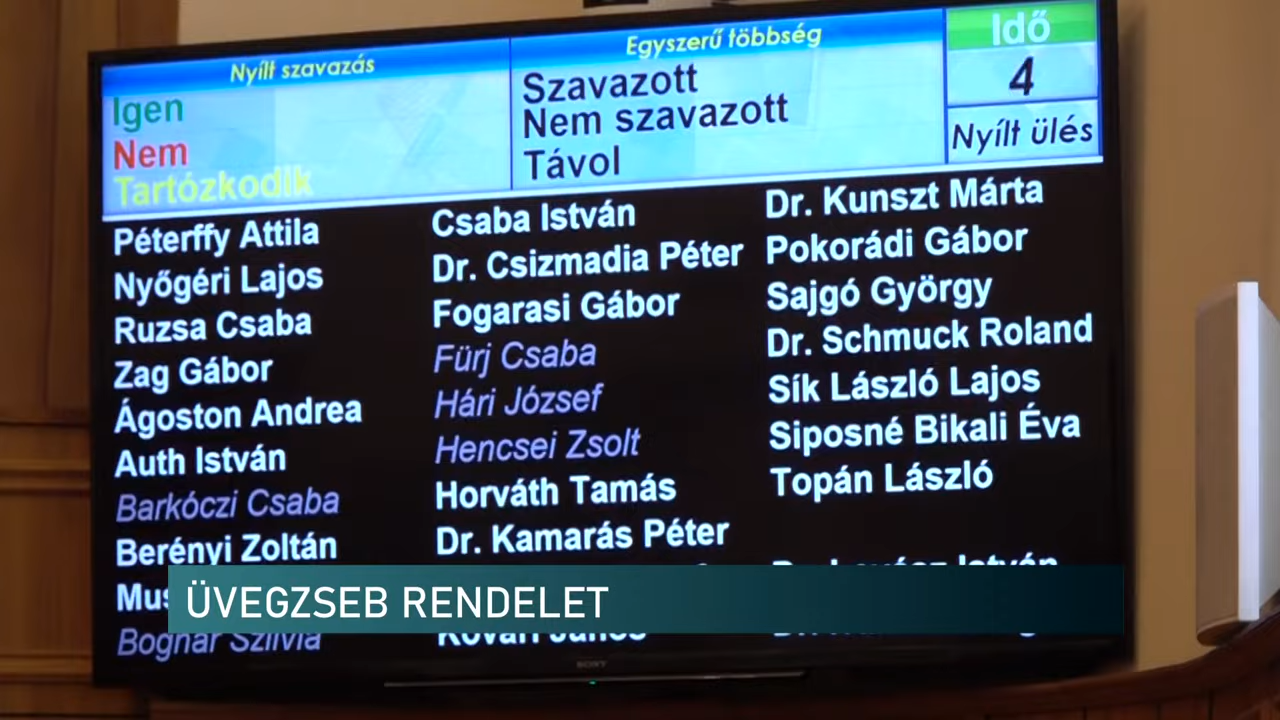 Nyílt szavazás
Igen
Nem
Tartózkodik
Egyszerű többség
Szavazott
Nem szavazott
Távol
Idő
4
Nyílt ülés
Péterffy Attila
Nyőgéri Lajos
Ruzsa Csaba
Zag Gábor
Ágoston Andrea
Auth István
Barkóczi Csaba
Berényi Zoltán
Bognár Szilvia
Csaba István
Dr. Csizmadia Péter
Fogarasi Gábor
Fürj Csaba
Hári József
Hencsei Zsolt
Horváth Tamás
Dr. Kamarás Péter
Kővári János
Dr. Kunszt Márta
Pokorádi Gábor
Sajgó György
Dr. Schmuck Roland
Sík László Lajos
Siposné Bikali Éva
Topán László
ÜVEGZSEB RENDELET
SONY